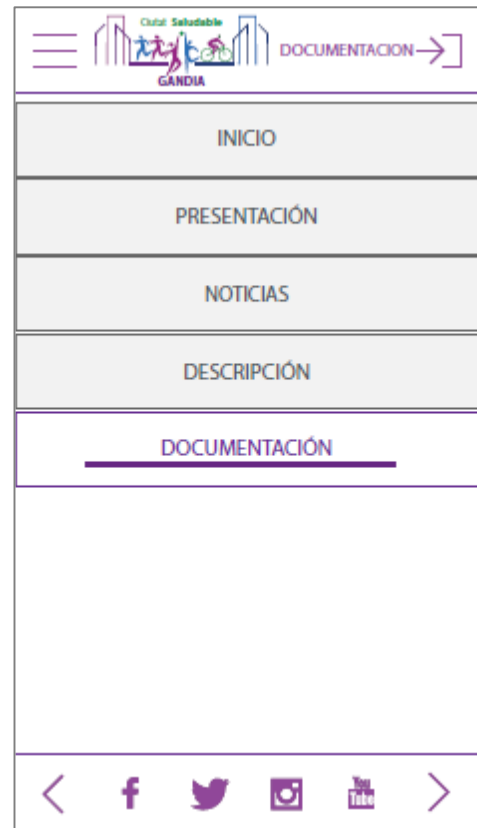 Ciutat Saludable
GANDIA
DOCUMENTACION
INICIO
PRESENTACIÓN
NOTICIAS
DESCRIPCIÓN
DOCUMENTACIÓN
f
You
Tube